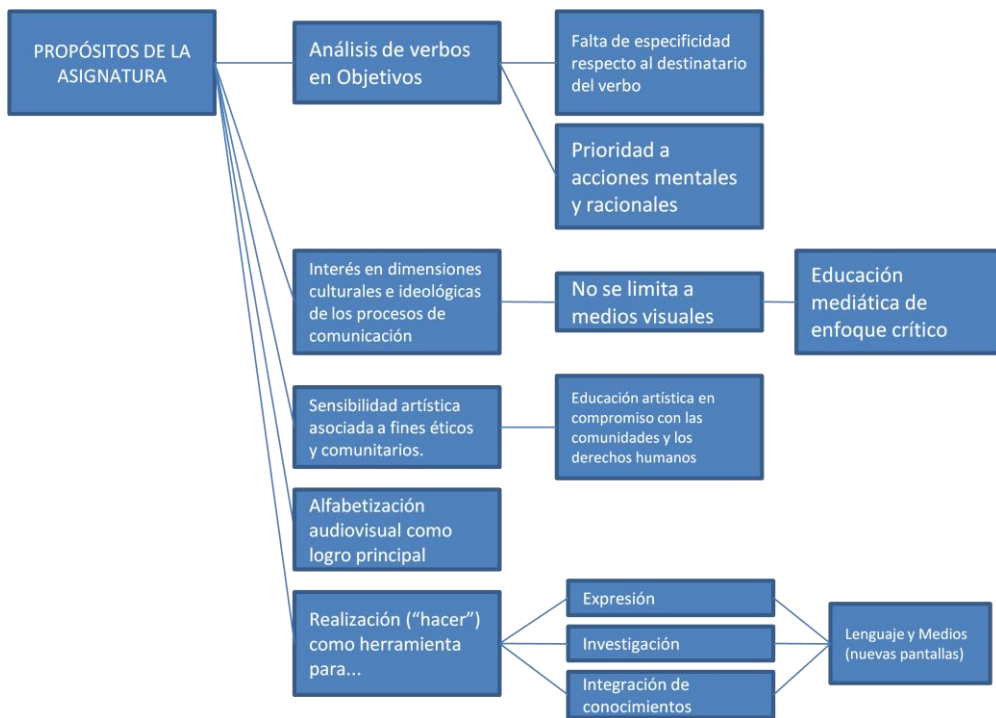 PROPÓSITOS DE LA
ASIGNATURA
Análisis de verbos
en Objetivos
Falta de especificidad
respecto al destinatario
del verbo
Prioridad a
acciones mentales
y racionales
Interés en dimensiones
culturales e ideológicas
de los procesos de
comunicación
No se limita a
medios visuales
Educación
mediática de
enfoque crítico
Sensibilidad artística
asociada a fines éticos
y comunitarios.
Educación artística en
compromiso con las
comunidades y los
derechos humanos
Alfabetización
audiovisual como
logro principal
Realización (“hacer”)
como herramienta
para...
Expresión
Investigación
Integración de
conocimientos
Lenguaje y Medios
(nuevas pantallas)